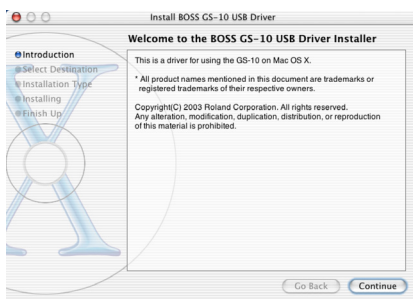 Install BOSS GS-10 USB Driver
Welcome to the BOSS GS-10 USB Driver Installer
Introduction
Select Destination
Installation Type
Installing
Finish Up
This is a driver for using the GS-10 on Mac OS X.
* All product names mentioned in this document are trademarks or
registered trademarks of their respective owners.
Copyright(C) 2003 Roland Corporation. All rights reserved.
Any alteration, modification, duplication, distribution, or reproduction
of this material is prohibited.
Go Back
Continue